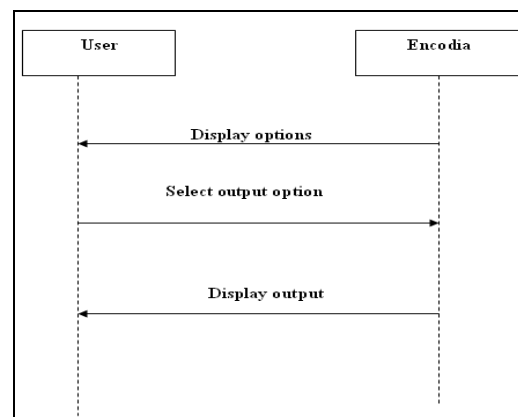 User
Encodia
Display options
Select output option
Display output